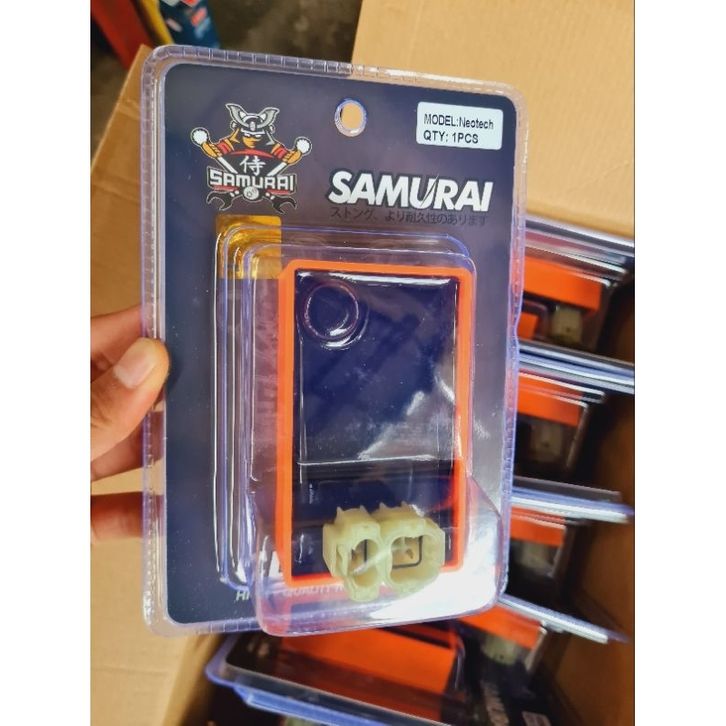 MODEL:Neotech
QTY: 1PCS
侍
SAMURAI
SAMURAI
ストング、より耐久性のあります
QUALITY